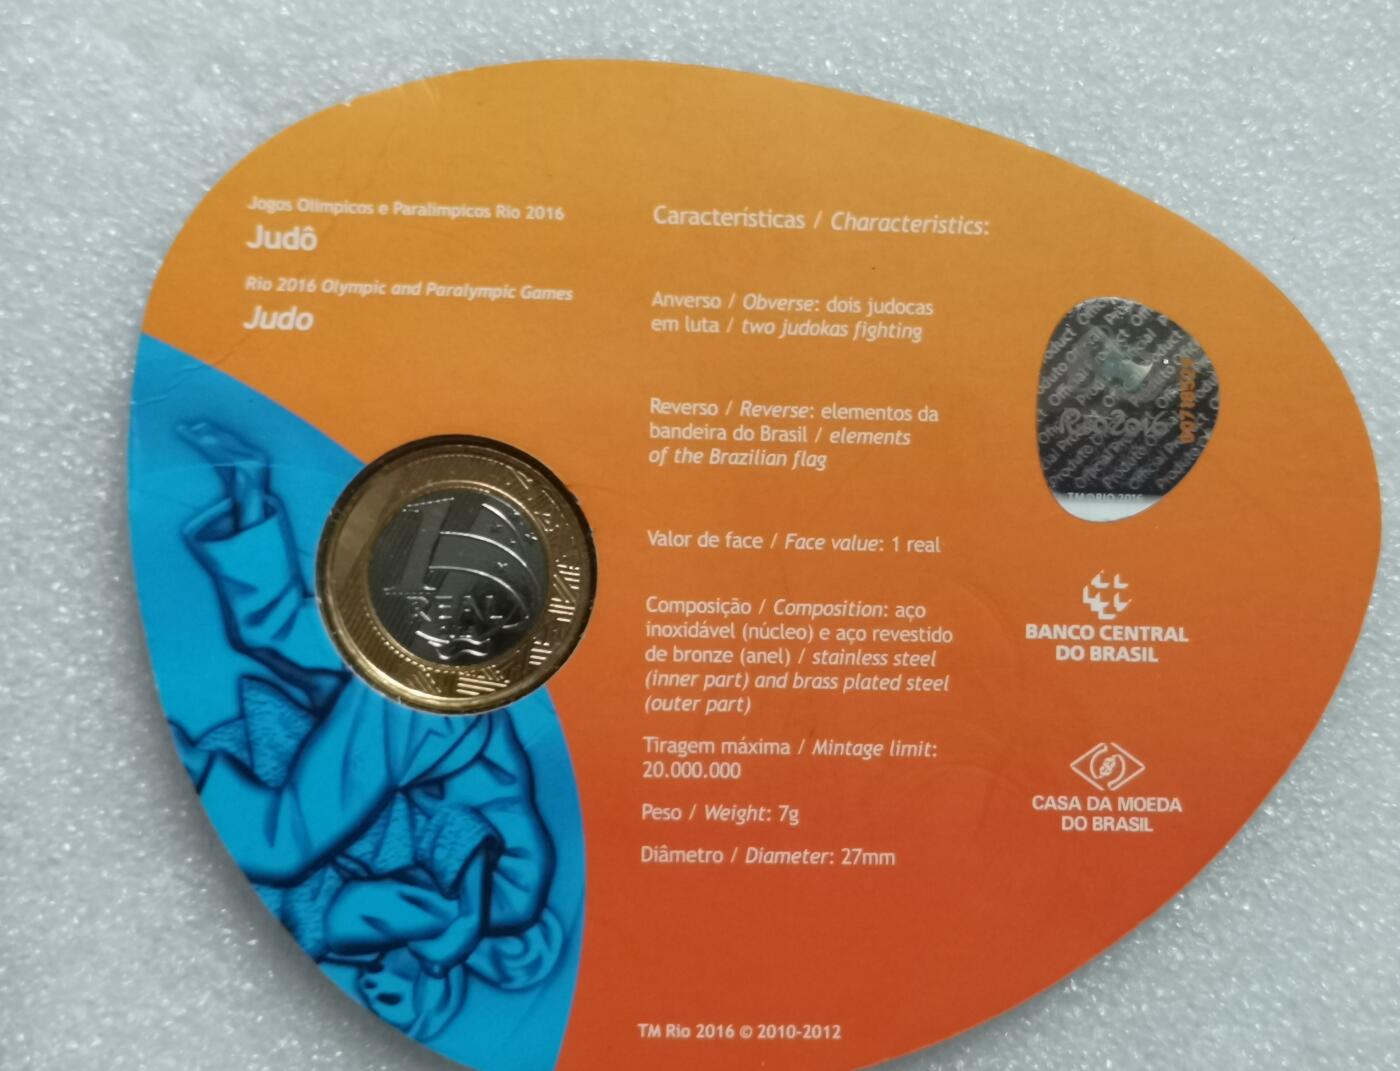 Jogos Olímpicos e Paralímpicos Rio 2016
Judô
Rio 2016 Olympic and Paralympic Games
Judo
Características / Characteristics:
Anverso / Obverse: dois judocas
em luta / two judokas fighting
Reverso / Reverse: elementos da
bandeira do Brasil / elements
of the Brazilian flag
Valor de face / Face value: 1 real
Composição / Composition: aço
inoxidável (núcleo) e aço revestido
de bronze (anel) / stainless steel
(inner part) and brass plated steel
(outer part)
Tiragem máxima / Mintage limit:
20.000.000
Peso / Weight: 7g
Diâmetro / Diameter: 27mm
TM Rio 2016 © 2010-2012
1
REAL
Rio2016
TM©RIO 2016
BANCO CENTRAL
DO BRASIL
CASA DA MOEDA
DO BRASIL